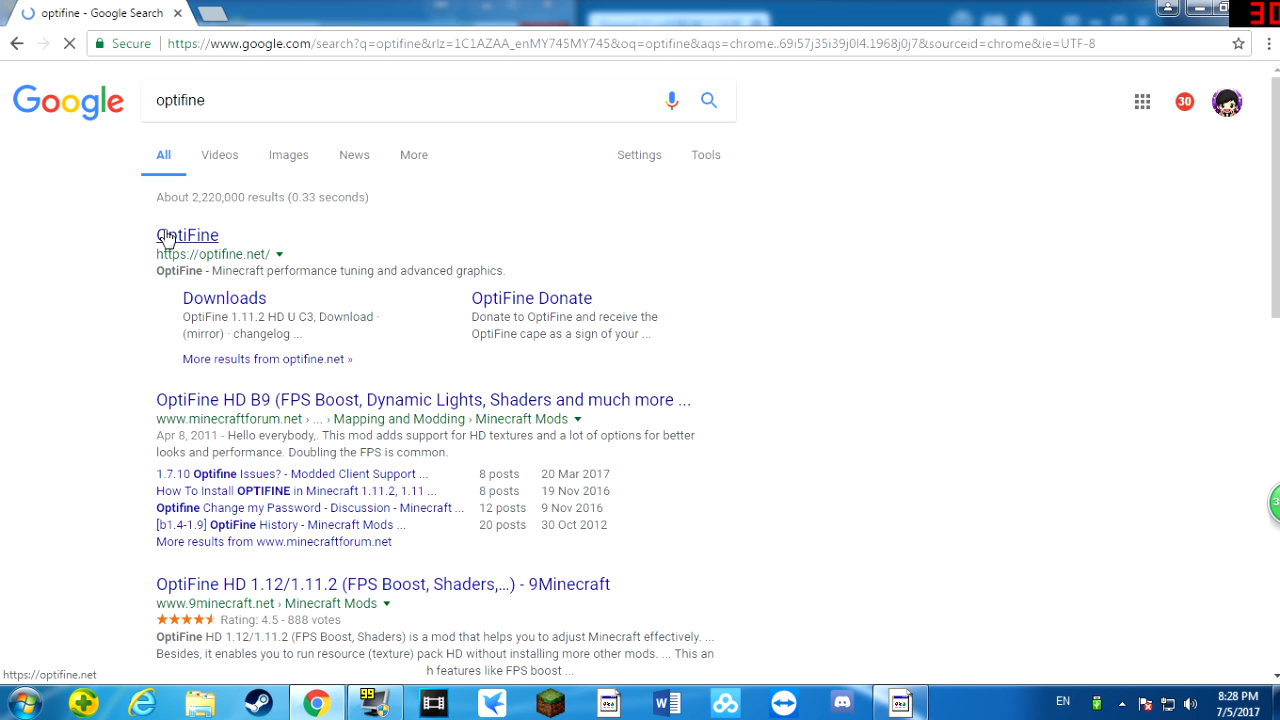 optifine - Google Search
30
Secure
https://www.google.com/search?q=optifine&rlz=1C1AZAA_enMY745MY745&oq=optifine&aqs=chrome..69i57j35i39j0l4.1968j0j7&sourceid=chrome&ie=UTF-8
Google
optifine
30
All Videos Images News More Settings Tools
About 2,220,000 results (0.33 seconds)
OptiFine
https://optifine.net/
OptiFine - Minecraft performance tuning and advanced graphics.
Downloads
OptiFine 1.11.2 HD U C3, Download ·
(mirror) · changelog ...
OptiFine Donate
Donate to OptiFine and receive the
OptiFine cape as a sign of your ...
More results from optifine.net »
OptiFine HD B9 (FPS Boost, Dynamic Lights, Shaders and much more ...
www.minecraftforum.net › ... › Mapping and Modding › Minecraft Mods
Apr 8, 2011 - Hello everybody,. This mod adds support for HD textures and a lot of options for better
looks and performance. Doubling the FPS is common.
1.7.10 Optifine Issues? - Modded Client Support ... 8 posts 20 Mar 2017
How To Install OPTIFINE in Minecraft 1.11.2, 1.11 ... 8 posts 19 Nov 2016
Optifine Change my Password - Discussion - Minecraft ... 12 posts 9 Nov 2016
[b1.4-1.9] OptiFine History - Minecraft Mods ... 20 posts 30 Oct 2012
More results from www.minecraftforum.net
OptiFine HD 1.12/1.11.2 (FPS Boost, Shaders,...) - 9Minecraft
www.9minecraft.net › Minecraft Mods
Rating: 4.5 - 888 votes
OptiFine HD 1.12/1.11.2 (FPS Boost, Shaders) is a mod that helps you to adjust Minecraft effectively. ...
Besides, it enables you to run resource (texture) pack HD without installing more other mods. ... This an
h features like FPS boost ...
https://optifine.net
99
W
EN
8:28 PM
7/5/2017